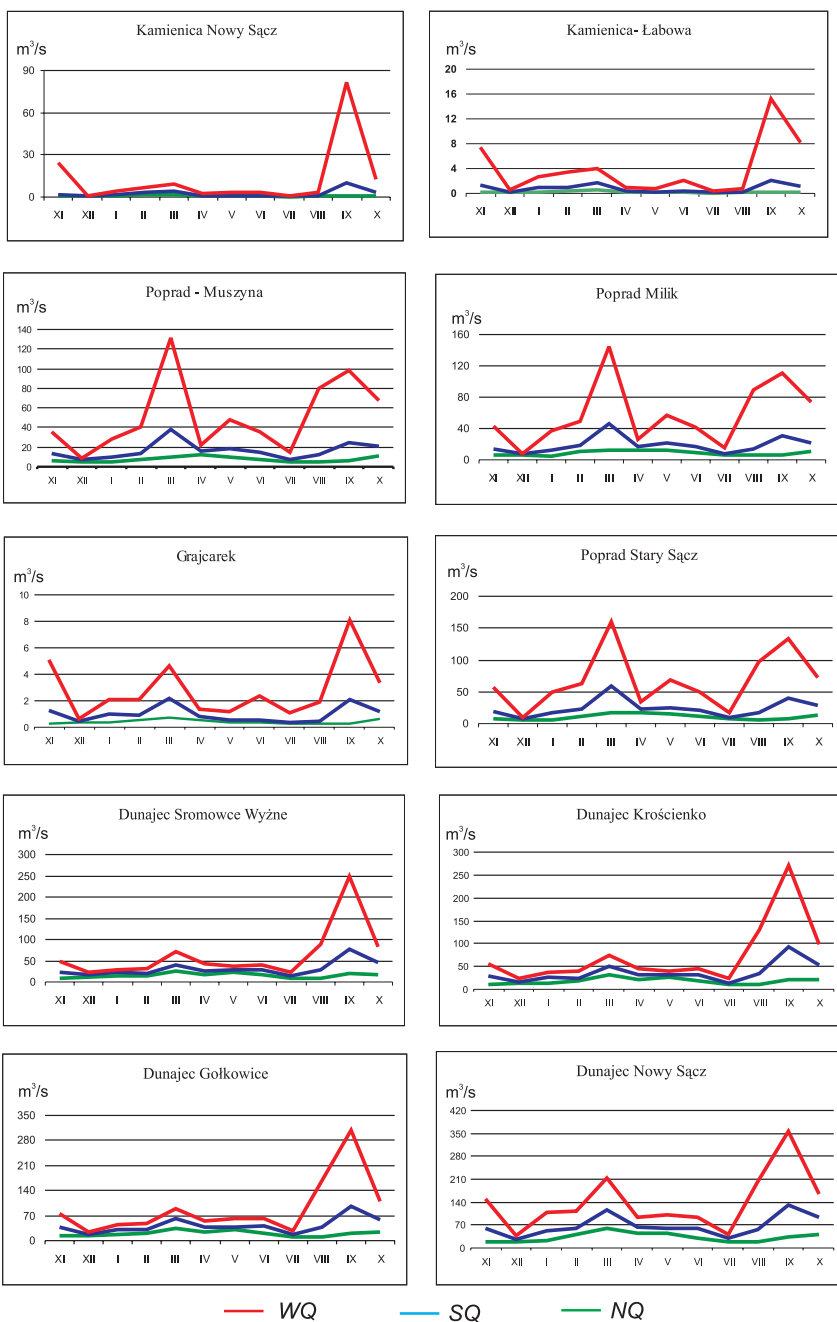 Kamienica Nowy Sącz
m³/s
90
60
30
0
XI XII I II III IV V VI VII VIII IX X
Kamienica- Łabowa
m³/s
20
16
12
8
4
0
XI XII I II III IV V VI VII VIII IX X
Poprad - Muszyna
m³/s
140
120
100
80
60
40
20
0
XI XII I II III IV V VI VII VIII IX X
Poprad Milik
m³/s
160
120
80
40
0
XI XII I II III IV V VI VII VIII IX X
Grajcarek
m³/s
10
8
6
4
2
0
XI XII I II III IV V VI VII VIII IX X
Poprad Stary Sącz
m³/s
200
150
100
50
0
XI XII I II III IV V VI VII VIII IX X
Dunajec Sromowce Wyżne
m³/s
300
250
200
150
100
50
0
XI XII I II III IV V VI VII VIII IX X
Dunajec Krościenko
m³/s
300
250
200
150
100
50
0
XI XII I II III IV V VI VII VIII IX X
Dunajec Gołkowice
m³/s
350
280
210
140
70
0
XI XII I II III IV V VI VII VIII IX X
Dunajec Nowy Sącz
m³/s
420
350
280
210
140
70
0
XI XII I II III IV V VI VII VIII IX X
WQ SQ NQ